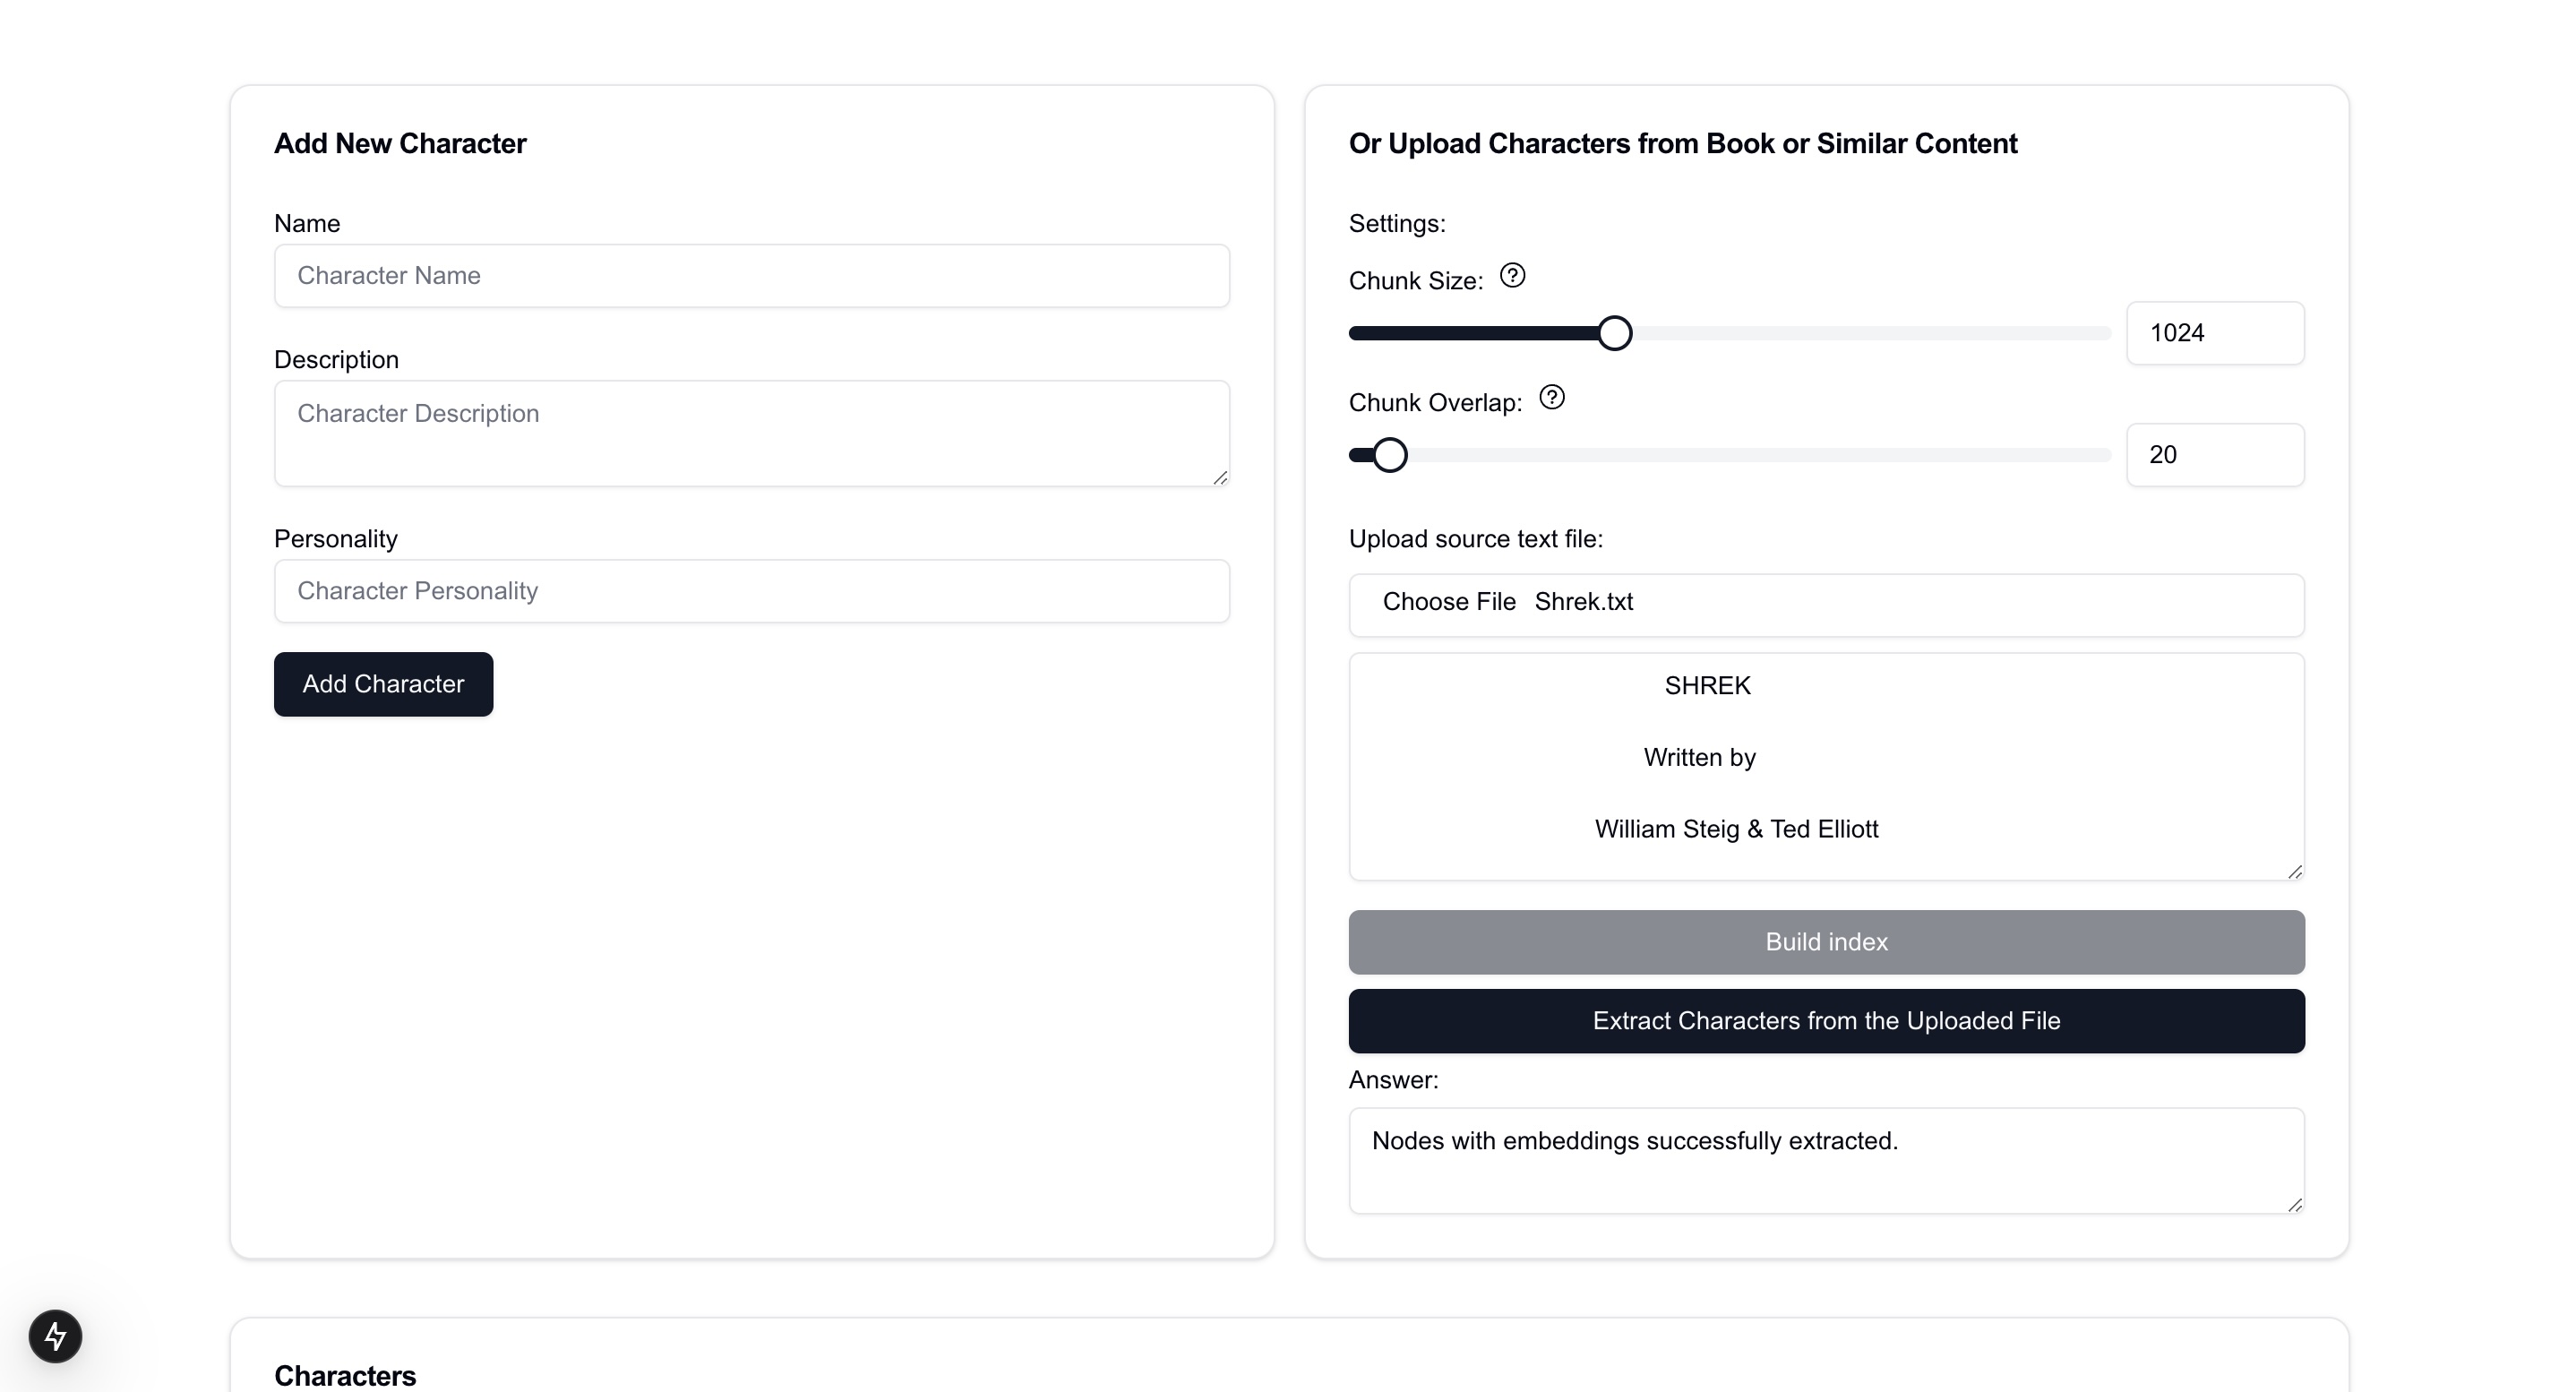 Add New Character
Name
Character Name
Description
Character Description
Personality
Character Personality
Add Character
Or Upload Characters from Book or Similar Content
Settings:
Chunk Size:
1024
Chunk Overlap:
20
Upload source text file:
Choose File Shrek.txt
SHREK
Written by
William Steig & Ted Elliott
Build index
Extract Characters from the Uploaded File
Answer:
Nodes with embeddings successfully extracted.
Characters